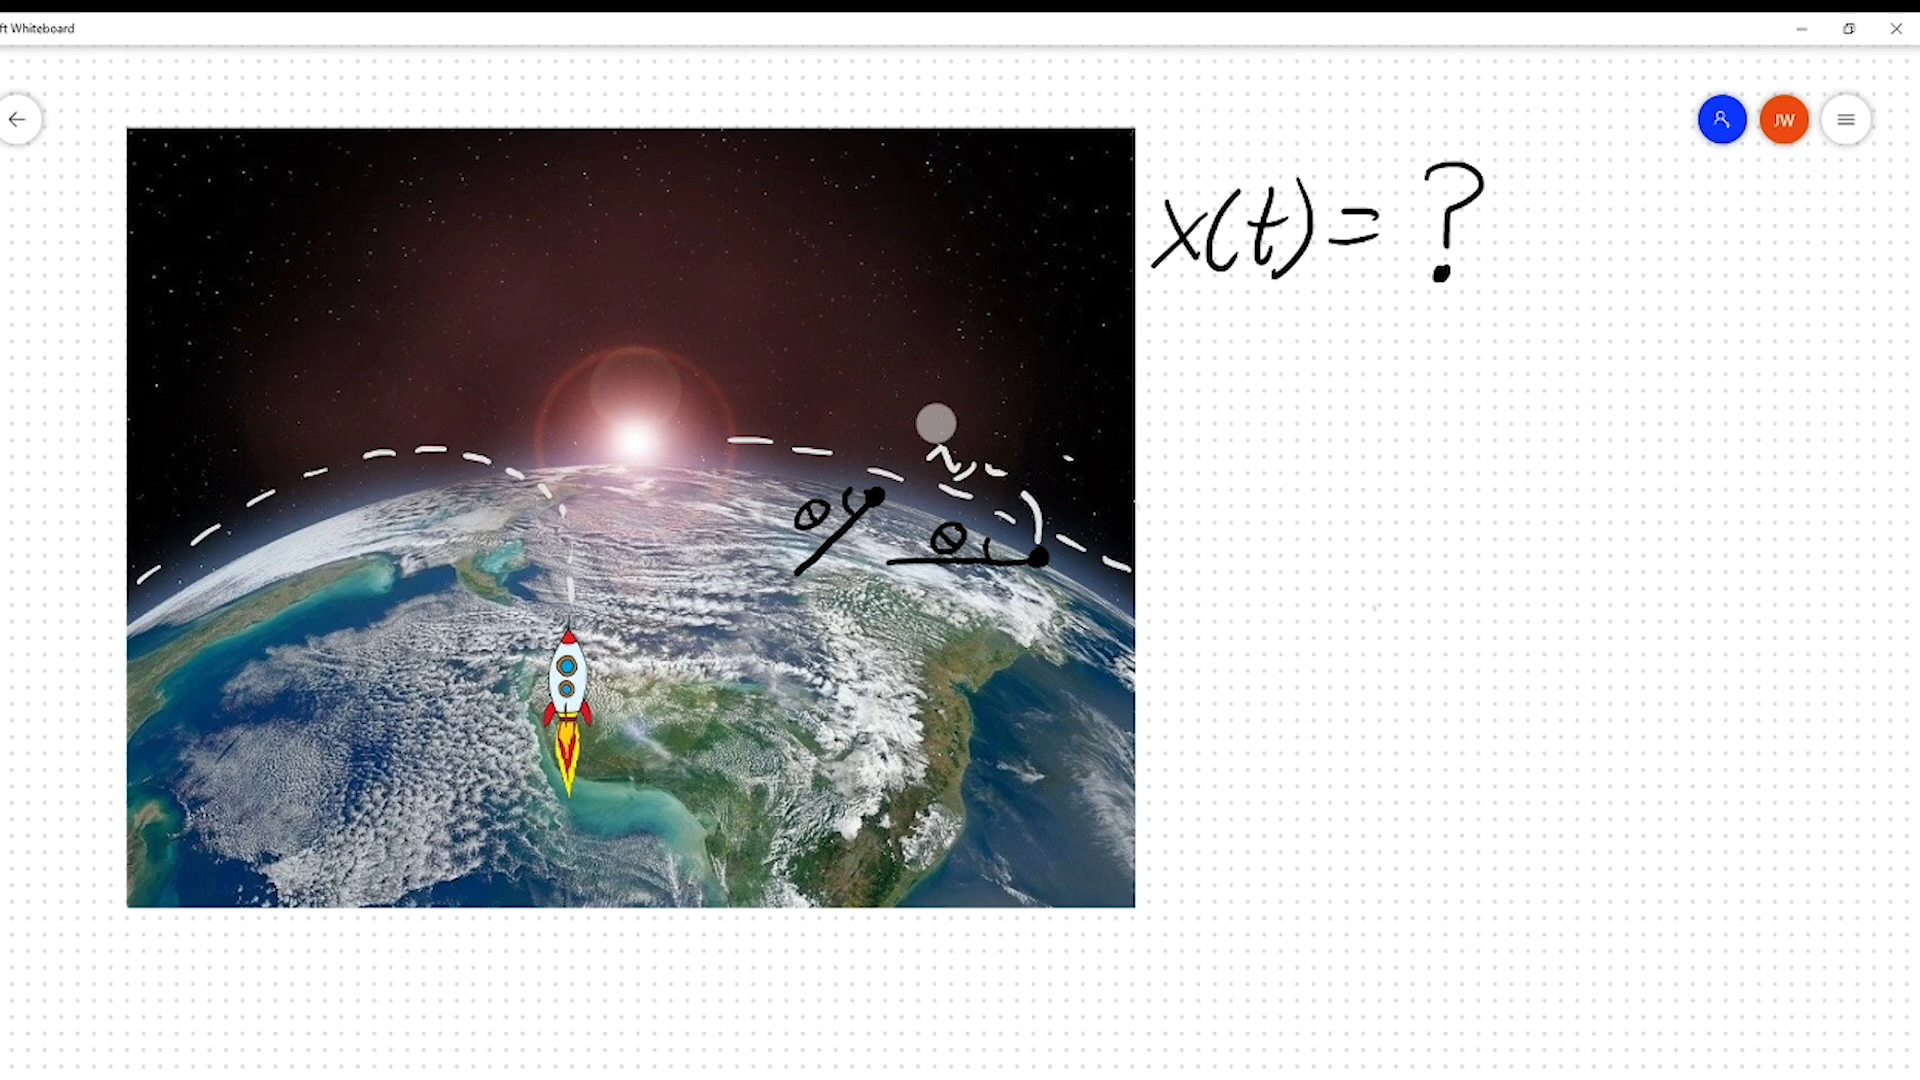 ft Whiteboard
JW
x(t) = ?
θ
θ